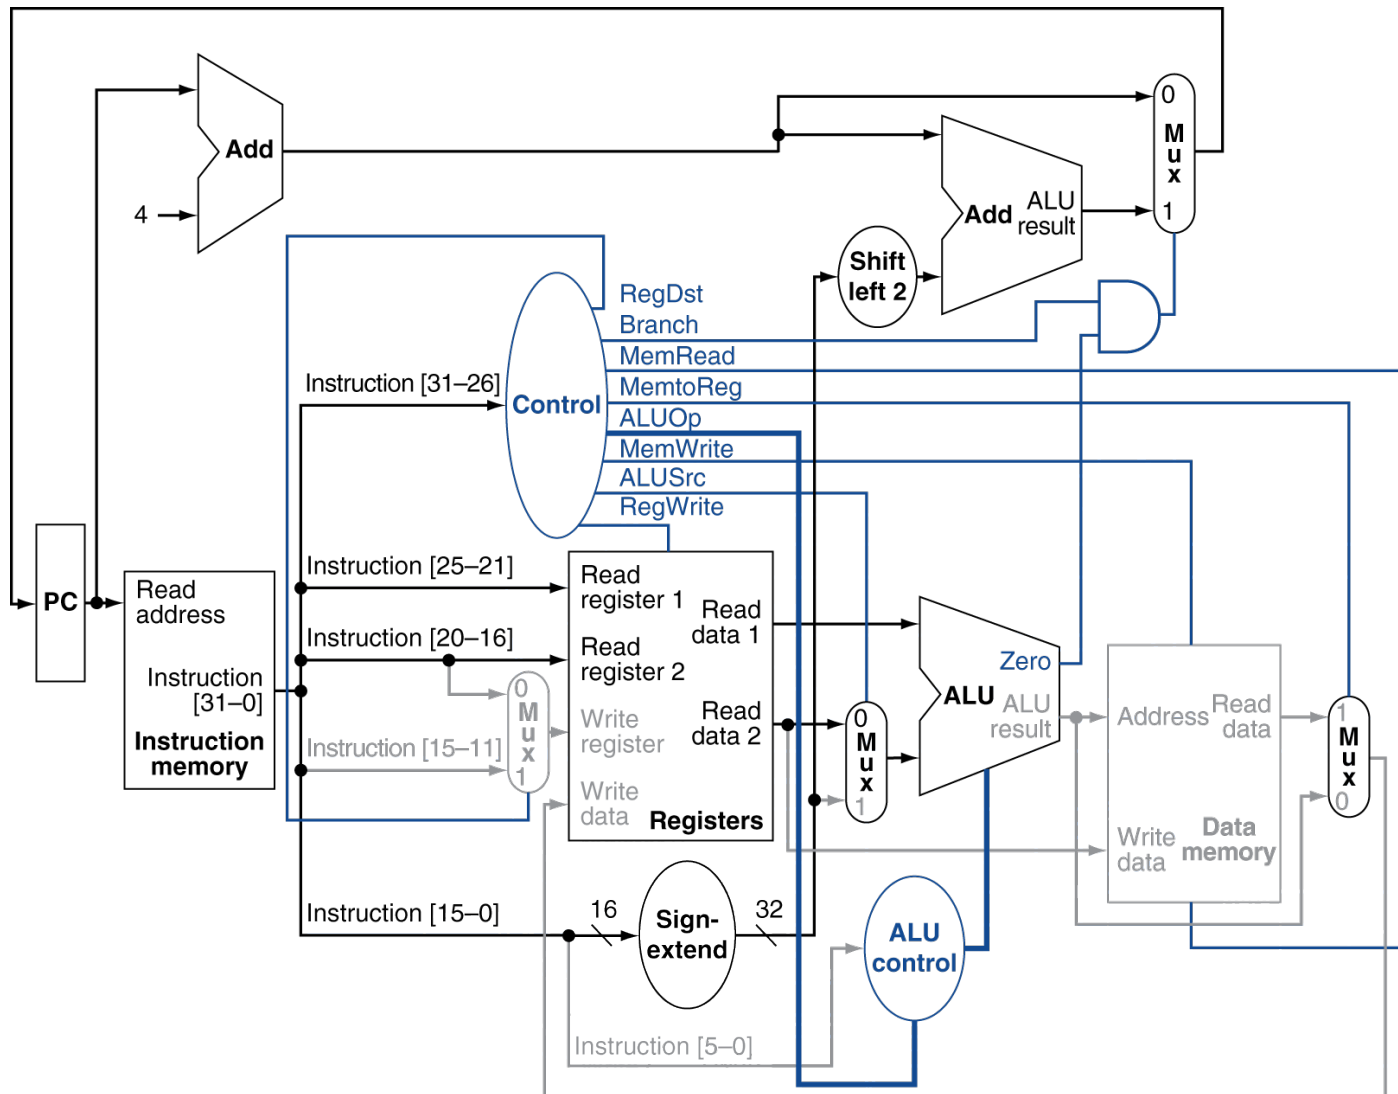 0
M
u
x
1
Add
4
Add
ALU
result
Shift
left 2
RegDst
Branch
MemRead
MemtoReg
ALUOp
MemWrite
ALUSrc
RegWrite
Instruction [31–26]
Control
PC
Read
address
Instruction
[31–0]
Instruction
memory
Instruction [25–21]
Instruction [20–16]
Instruction [15–11]
0
M
u
x
1
Read
register 1
Read
register 2
Write
register
Write
data
Read
data 1
Read
data 2
Registers
0
M
u
x
1
Zero
ALU
ALU
result
Address
Read
data
Write
data
Data
memory
1
M
u
x
0
Instruction [15–0]
16
Sign-
extend
32
ALU
control
Instruction [5–0]